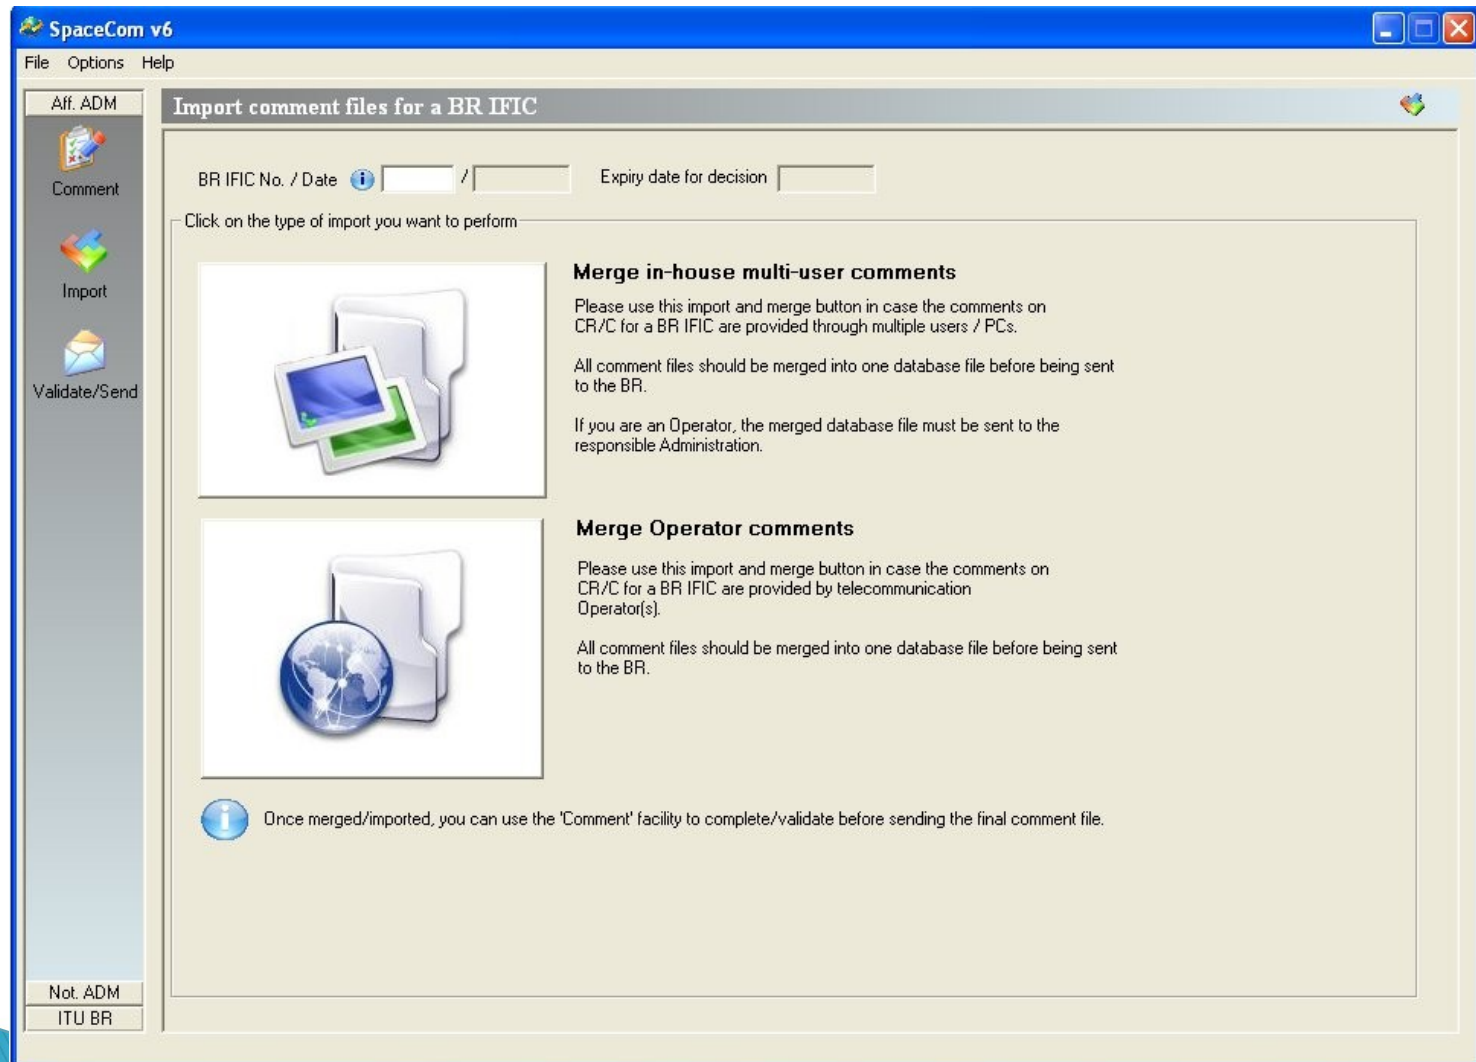 SpaceCom v6
File Options Help
Aff. ADM
Comment
Import
Validate/Send
Not. ADM
ITU BR
Import comment files for a BR IFIC
BR IFIC No. / Date / Expiry date for decision
Click on the type of import you want to perform
Merge in-house multi-user comments
Please use this import and merge button in case the comments on
CR/C for a BR IFIC are provided through multiple users / PCs.
All comment files should be merged into one database file before being sent
to the BR.
If you are an Operator, the merged database file must be sent to the
responsible Administration.
Merge Operator comments
Please use this import and merge button in case the comments on
CR/C for a BR IFIC are provided by telecommunication
Operator(s).
All comment files should be merged into one database file before being sent
to the BR.
Once merged/imported, you can use the 'Comment' facility to complete/validate before sending the final comment file.